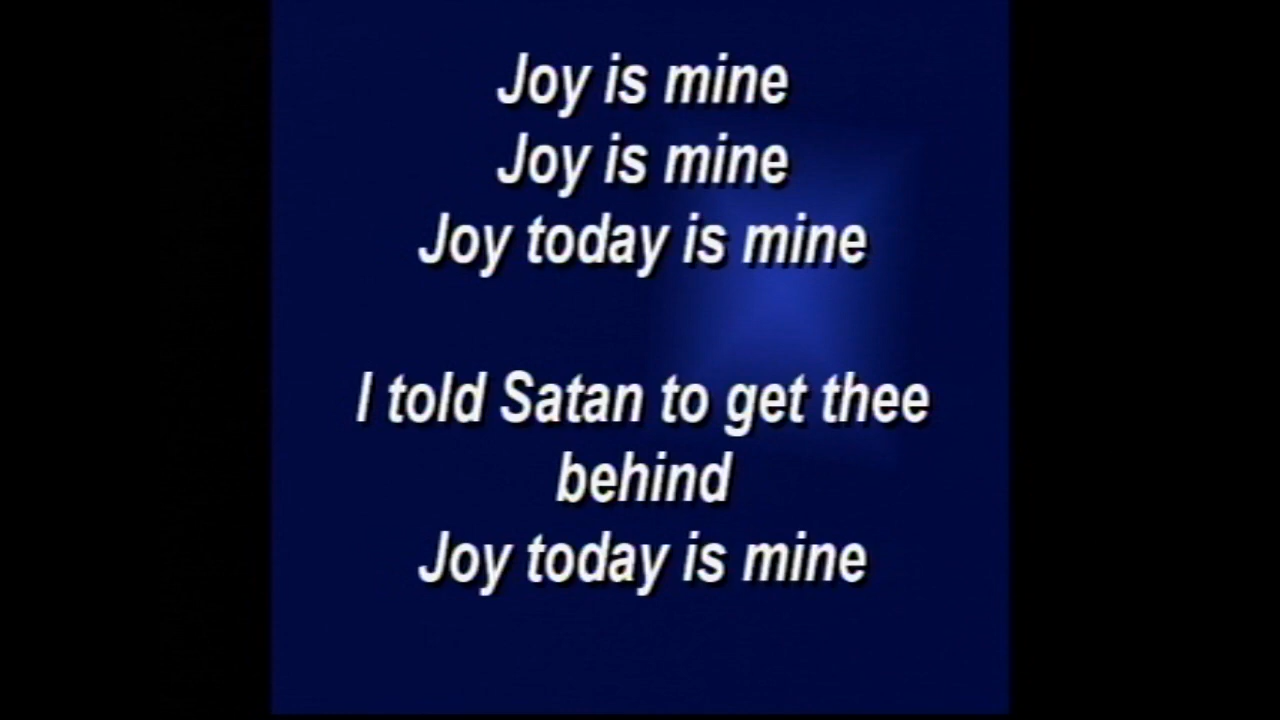 Joy is mine
Joy is mine
Joy today is mine
I told Satan to get thee
behind
Joy today is mine